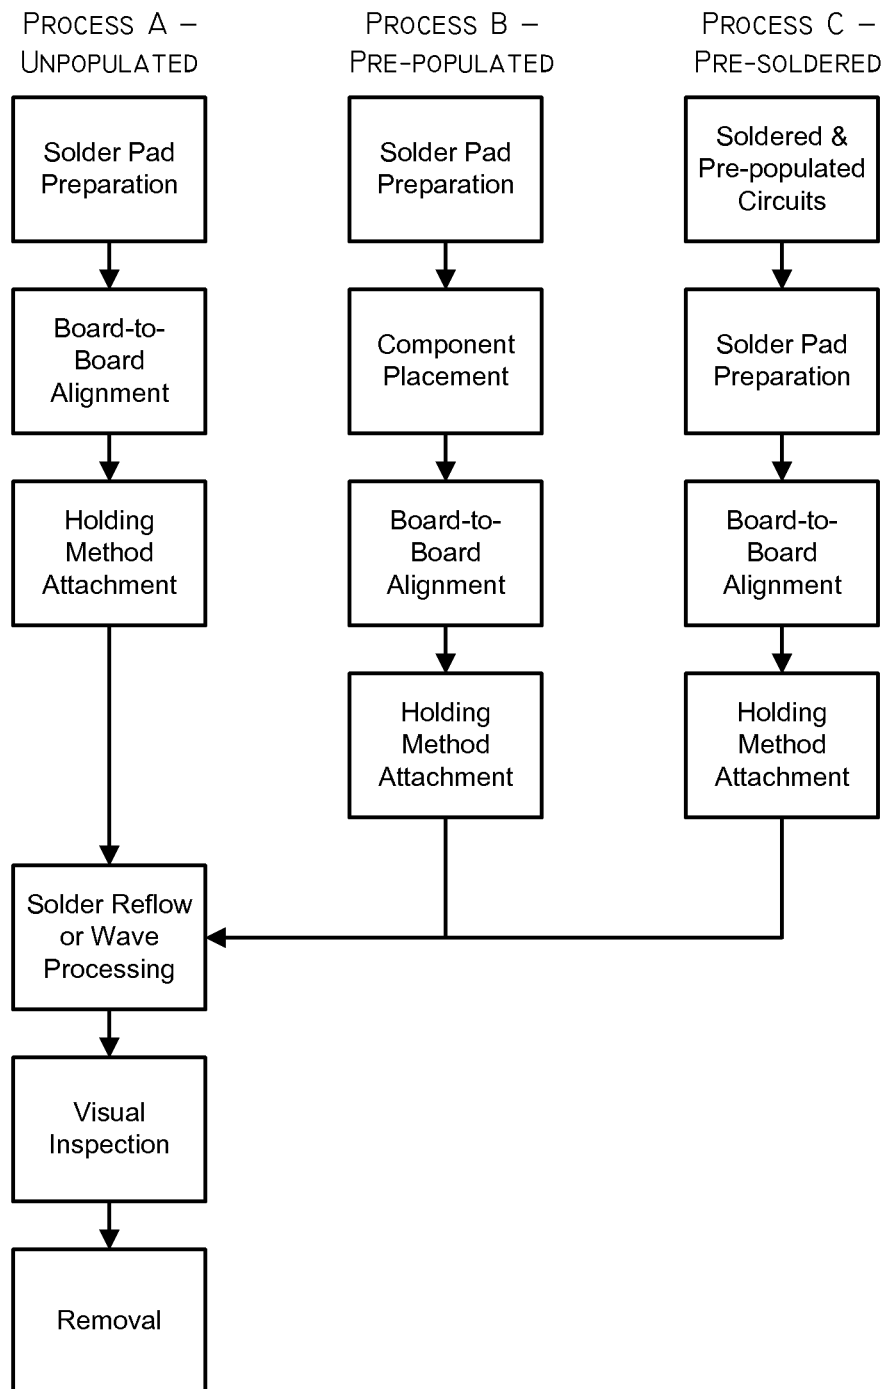 PROCESS A –
UNPOPULATED
Solder Pad
Preparation
Board-to-
Board
Alignment
Holding
Method
Attachment
Solder Reflow
or Wave
Processing
Visual
Inspection
Removal
PROCESS B –
PRE-POPULATED
Solder Pad
Preparation
Component
Placement
Board-to-
Board
Alignment
Holding
Method
Attachment
PROCESS C –
PRE-SOLDERED
Soldered &
Pre-populated
Circuits
Solder Pad
Preparation
Board-to-
Board
Alignment
Holding
Method
Attachment